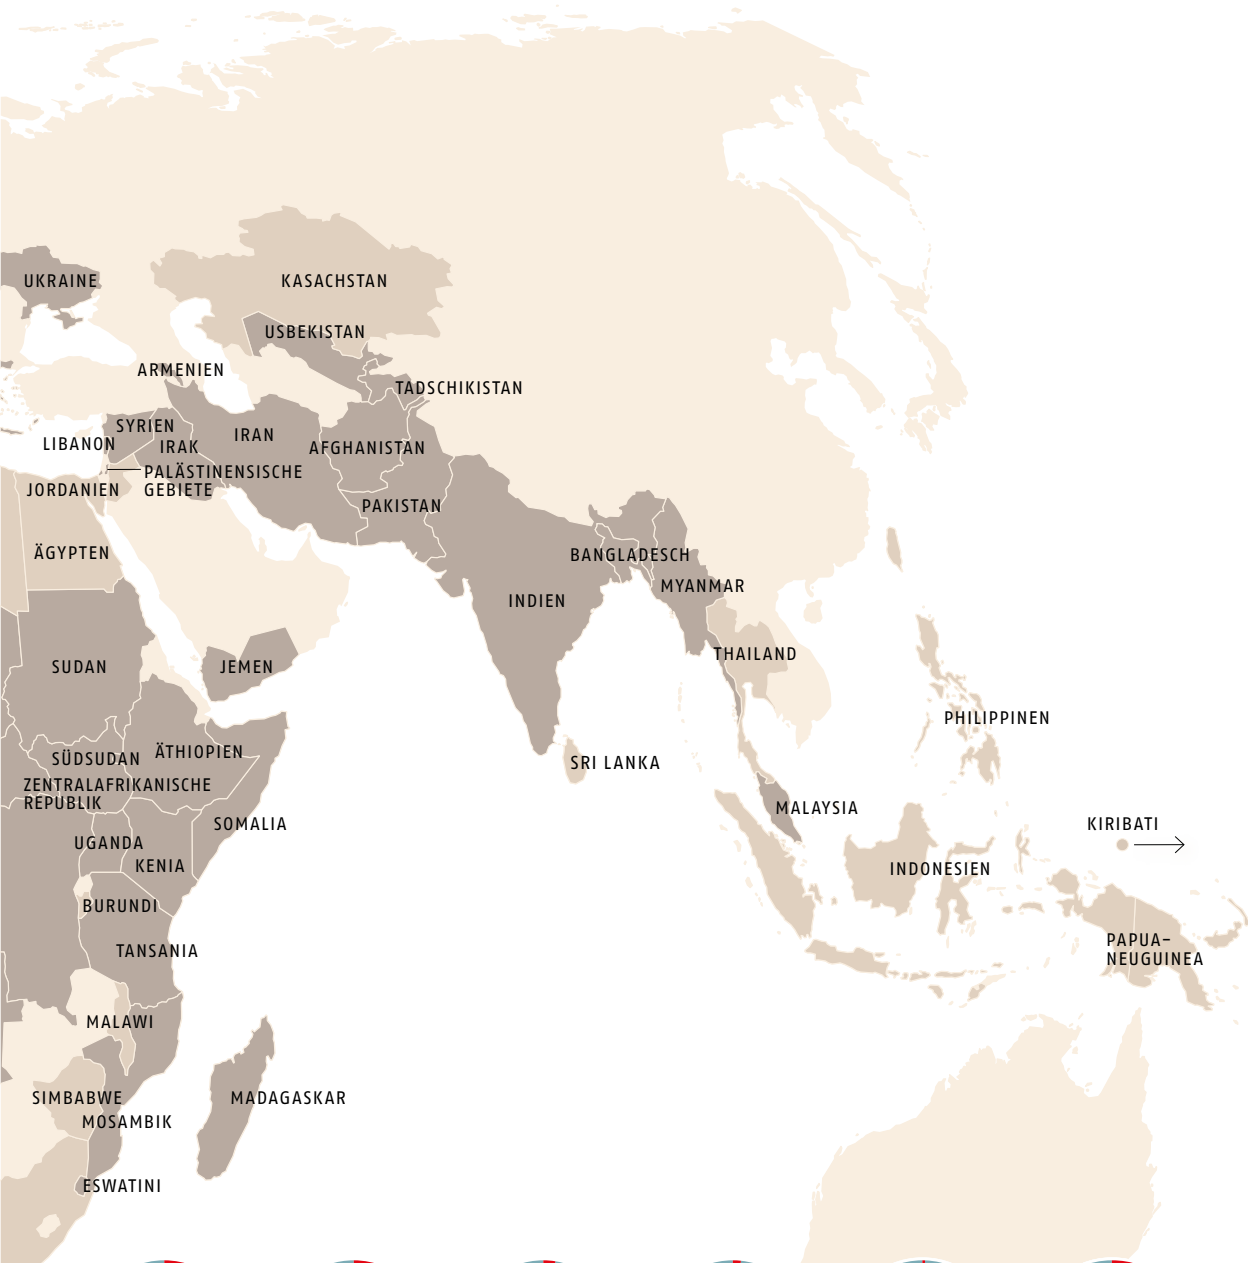 UKRAINE
KASACHSTAN
USBEKISTAN
ARMENIEN
TADSCHIKISTAN
SYRIEN
LIBANON
IRAK
IRAN
AFGHANISTAN
PALÄSTINENSISCHE
GEBIETE
JORDANIEN
PAKISTAN
ÄGYPTEN
BANGLADESCH
MYANMAR
INDIEN
THAILAND
SUDAN
JEMEN
PHILIPPINEN
SÜDSUDAN
ÄTHIOPIEN
SRI LANKA
ZENTRALAFRIKANISCHE
REPUBLIK
MALAYSIA
SOMALIA
KIRIBATI
UGANDA
KENIA
INDONESIEN
BURUNDI
TANSANIA
PAPUA-
NEUGUINEA
MALAWI
SIMBABWE
MADAGASKAR
MOSAMBIK
ESWATINI